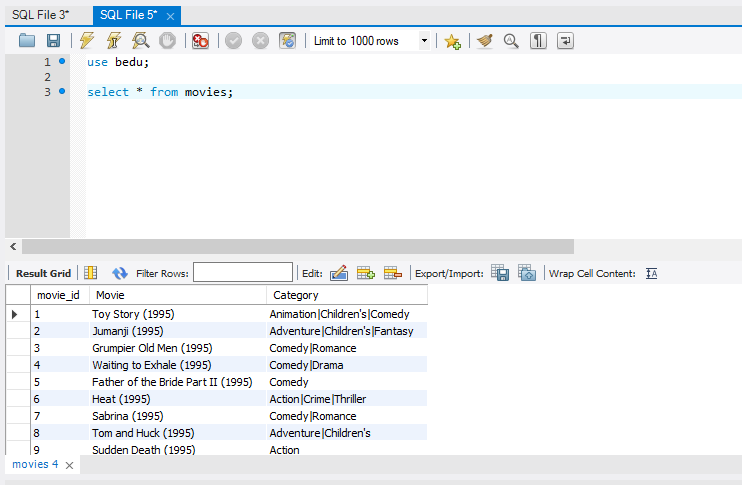 SQL File 3* SQL File 5*
Limit to 1000 rows
1 use bedu;
2
3 select * from movies;
Result Grid Filter Rows: Edit: Export/Import: Wrap Cell Content: IA
movie_id Movie Category
1 Toy Story (1995) Animation|Children's|Comedy
2 Jumanji (1995) Adventure|Children's|Fantasy
3 Grumpier Old Men (1995) Comedy|Romance
4 Waiting to Exhale (1995) Comedy|Drama
5 Father of the Bride Part II (1995) Comedy
6 Heat (1995) Action|Crime|Thriller
7 Sabrina (1995) Comedy|Romance
8 Tom and Huck (1995) Adventure|Children's
9 Sudden Death (1995) Action
movies 4